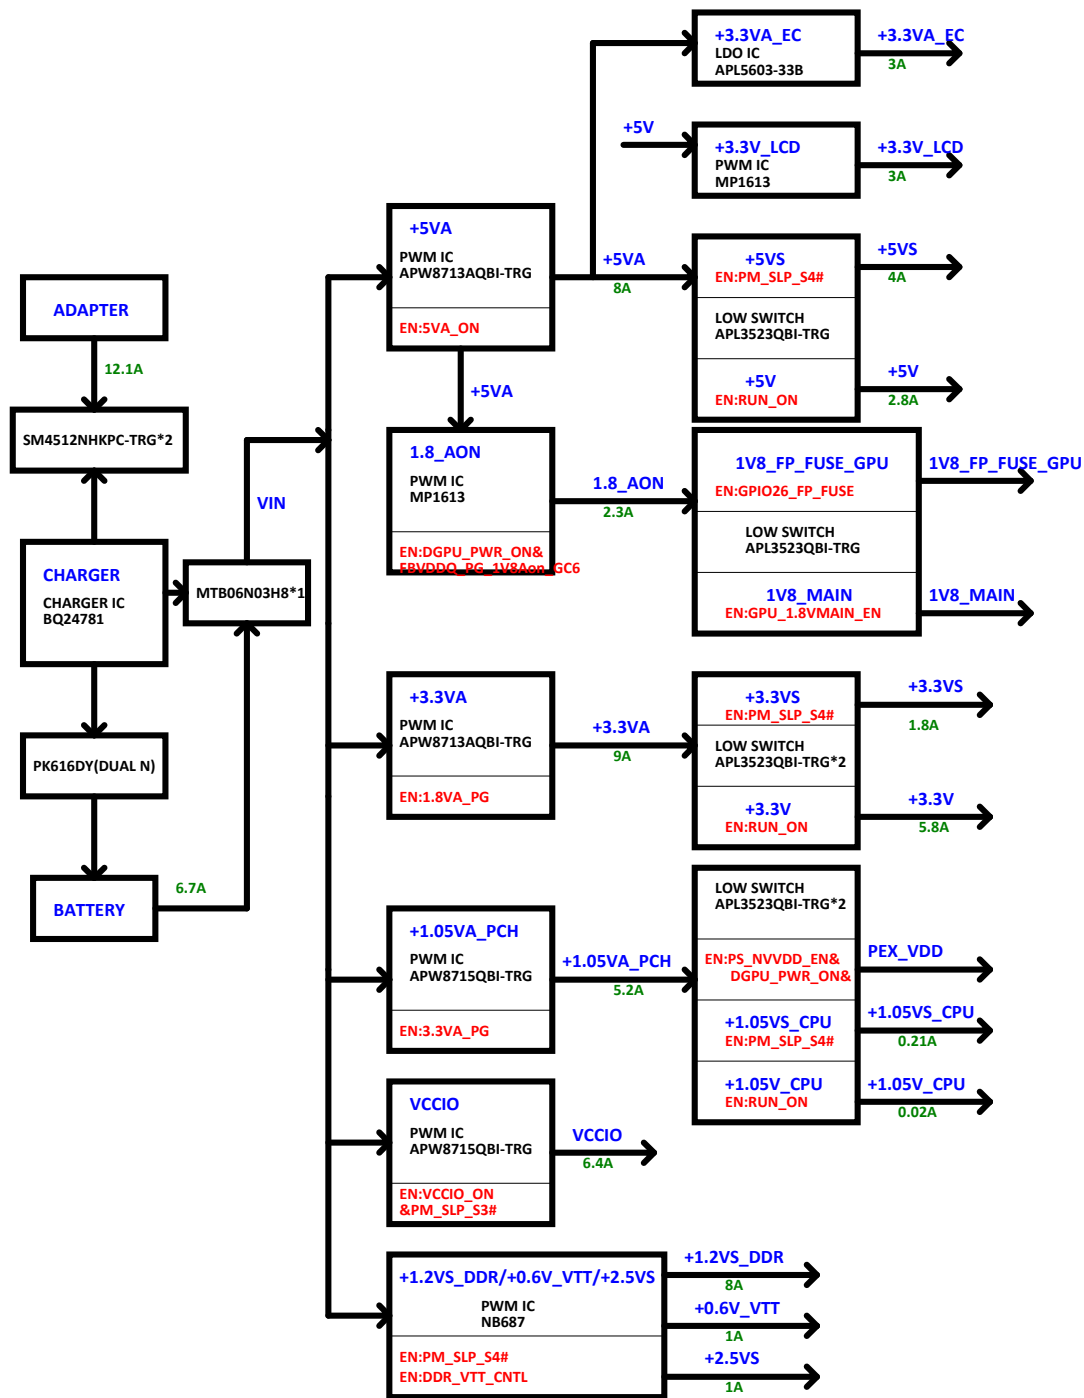 +3.3VA_EC
LDO IC
APL5603-33B
+3.3VA_EC
3A
+5V
+3.3V_LCD
PWM IC
MP1613
+3.3V_LCD
3A
+5VA
PWM IC
APW8713AQBI-TRG
EN:5VA_ON
+5VA
8A
+5VS
EN:PM_SLP_S4#
LOW SWITCH
APL3523QBI-TRG
+5V
EN:RUN_ON
+5VS
4A
+5V
2.8A
ADAPTER
12.1A
SM4512NHKPC-TRG*2
+5VA
VIN
1.8_AON
PWM IC
MP1613
EN:DGPU_PWR_ON&
FBVDDQ_PG_1V8Aon_GC6
1.8_AON
2.3A
1V8_FP_FUSE_GPU
EN:GPIO26_FP_FUSE
LOW SWITCH
APL3523QBI-TRG
1V8_MAIN
EN:GPU_1.8VMAIN_EN
1V8_FP_FUSE_GPU
1V8_MAIN
CHARGER
CHARGER IC
BQ24781
MTB06N03H8*1
PK616DY(DUAL N)
BATTERY
6.7A
+3.3VA
PWM IC
APW8713AQBI-TRG
EN:1.8VA_PG
+3.3VA
9A
+3.3VS
EN:PM_SLP_S4#
LOW SWITCH
APL3523QBI-TRG*2
+3.3V
EN:RUN_ON
+3.3VS
1.8A
+3.3V
5.8A
+1.05VA_PCH
PWM IC
APW8715QBI-TRG
EN:3.3VA_PG
+1.05VA_PCH
5.2A
LOW SWITCH
APL3523QBI-TRG*2
EN:PS_NVVDD_EN&
DGPU_PWR_ON&
+1.05VS_CPU
EN:PM_SLP_S4#
+1.05V_CPU
EN:RUN_ON
PEX_VDD
+1.05VS_CPU
0.21A
+1.05V_CPU
0.02A
VCCIO
PWM IC
APW8715QBI-TRG
EN:VCCIO_ON
&PM_SLP_S3#
VCCIO
6.4A
+1.2VS_DDR/+0.6V_VTT/+2.5VS
PWM IC
NB687
EN:PM_SLP_S4#
EN:DDR_VTT_CNTL
+1.2VS_DDR
8A
+0.6V_VTT
1A
+2.5VS
1A